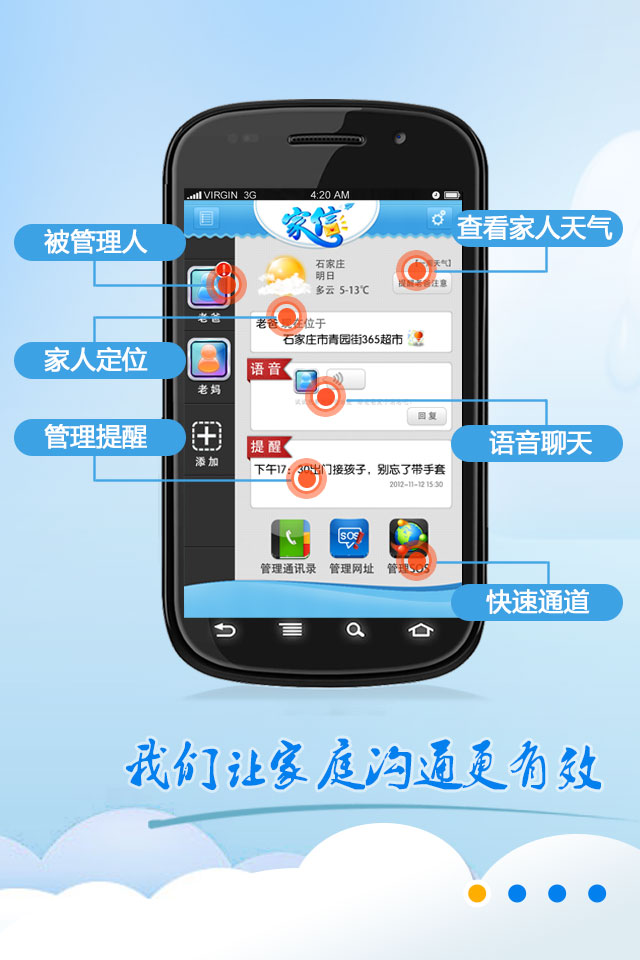 VIRGIN 3G 4:20 AM
家信
被管理人
查看家人天气
石家庄
明日
多云 5-13℃
天气】
提醒老爸注意
老爸
老爸 现在位于
石家庄市青园街365超市
家人定位
语音
老妈
回复
管理提醒
语音聊天
添加
提醒
下午17：30出门接孩子，别忘了带手套
2012-11-12 15:30
管理通讯录
管理网址
管理SOS
SOS
快速通道
我们让家庭沟通更有效